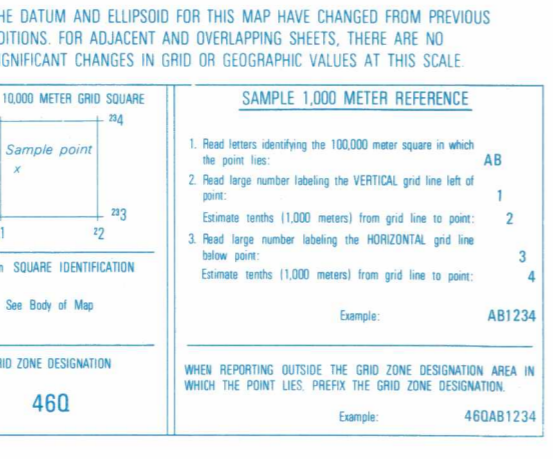 HE DATUM AND ELLIPSOID FOR THIS MAP HAVE CHANGED FROM PREVIOUS
DITIONS. FOR ADJACENT AND OVERLAPPING SHEETS, THERE ARE NO
IGNIFICANT CHANGES IN GRID OR GEOGRAPHIC VALUES AT THIS SCALE.
10,000 METER GRID SQUARE
234
Sample point
x
233
1
22
SQUARE IDENTIFICATION
See Body of Map
RID ZONE DESIGNATION
46Q
SAMPLE 1,000 METER REFERENCE
1. Read letters identifying the 100,000 meter square in which
the point lies: AB
2. Read large number labeling the VERTICAL grid line left of
point: 1
Estimate tenths (1,000 meters) from grid line to point: 2
3. Read large number labeling the HORIZONTAL grid line
below point: 3
Estimate tenths (1,000 meters) from grid line to point: 4
Example: AB1234
WHEN REPORTING OUTSIDE THE GRID ZONE DESIGNATION AREA IN
WHICH THE POINT LIES, PREFIX THE GRID ZONE DESIGNATION.
Example: 46QAB1234